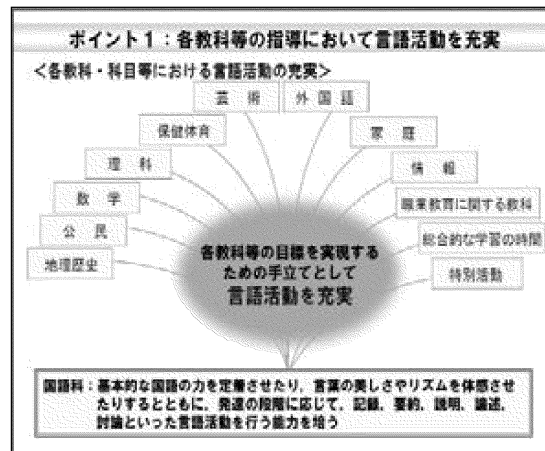 ポイント1：各教科等の指導において言語活動を充実
＜各教科・科目等における言語活動の充実＞
芸 術
外国語
保健体育
家 庭
理 科
情 報
数 学
職業教育に関する教科
公 民
総合的な学習の時間
地理歴史
特別活動
各教科等の目標を実現する
ための手立てとして
言語活動を充実
国語科：基本的な国語の力を定着させたり，言葉の美しさやリズムを体感させ
たりするとともに，発達の段階に応じて，記録，要約，説明，論述，
討論といった言語活動を行う能力を培う